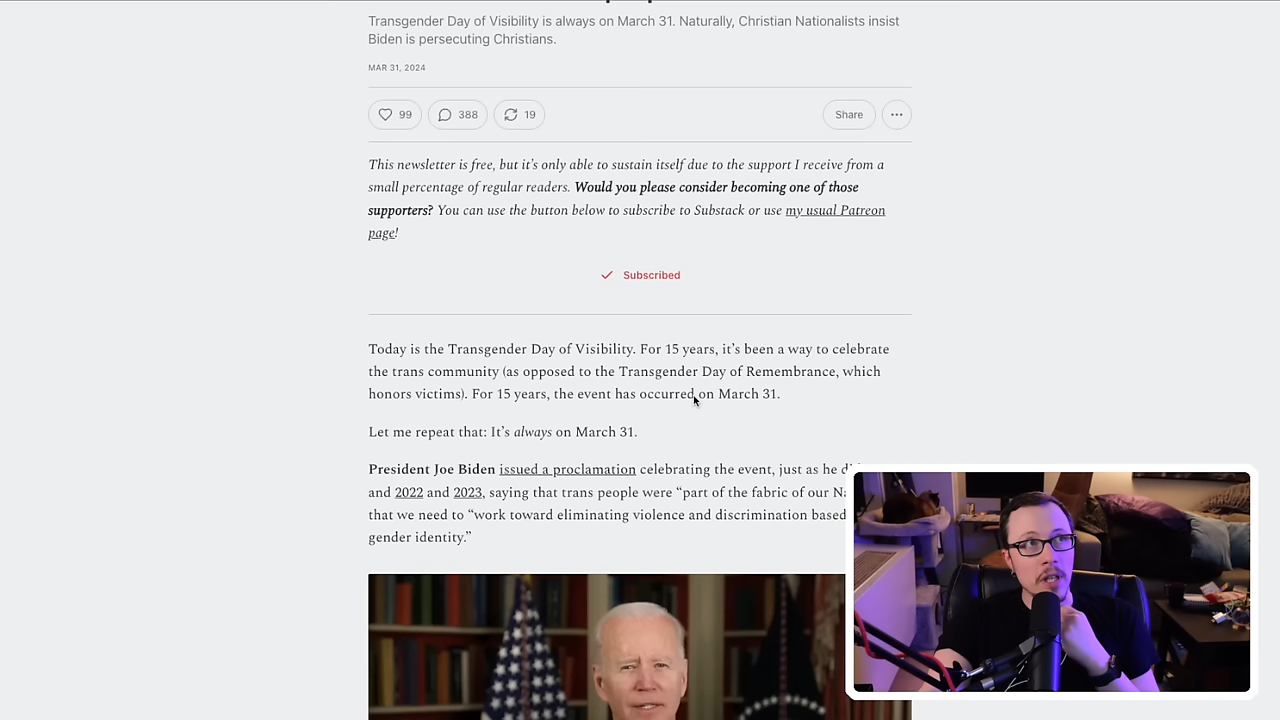 Transgender Day of Visibility is always on March 31. Naturally, Christian Nationalists insist
Biden is persecuting Christians.
MAR 31, 2024
99 388 19 Share
This newsletter is free, but it’s only able to sustain itself due to the support I receive from a
small percentage of regular readers. Would you please consider becoming one of those
supporters? You can use the button below to subscribe to Substack or use my usual Patreon
page!
Subscribed
Today is the Transgender Day of Visibility. For 15 years, it’s been a way to celebrate
the trans community (as opposed to the Transgender Day of Remembrance, which
honors victims). For 15 years, the event has occurred on March 31.
Let me repeat that: It’s always on March 31.
President Joe Biden issued a proclamation celebrating the event, just as he
and 2022 and 2023, saying that trans people were “part of the fabric of our
that we need to “work toward eliminating violence and discrimination based
gender identity.”